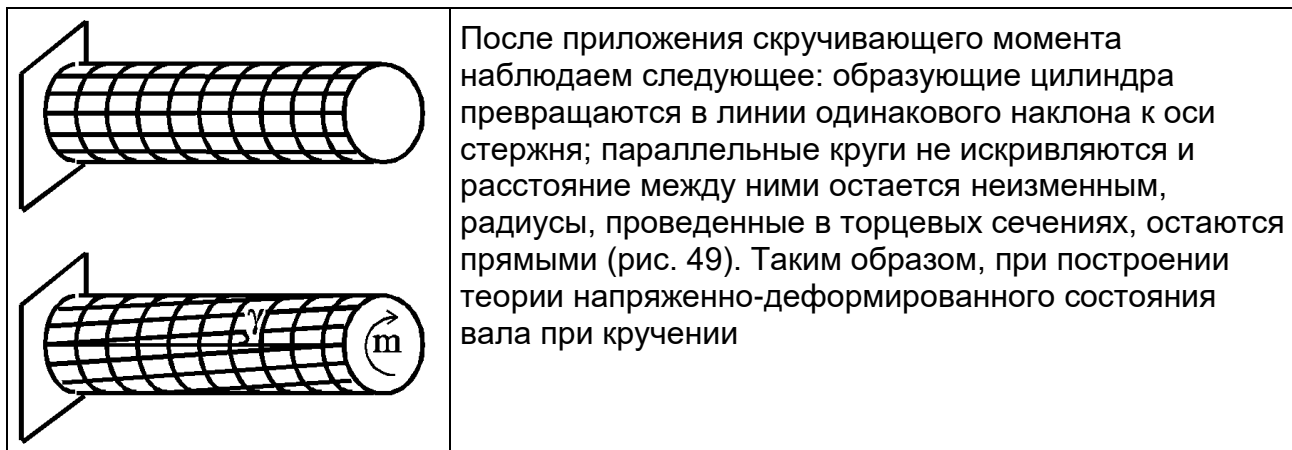 После приложения скручивающего момента
наблюдаем следующее: образующие цилиндра
превращаются в линии одинакового наклона к оси
стержня; параллельные круги не искривляются и
расстояние между ними остается неизменным,
радиусы, проведенные в торцевых сечениях, остаются
прямыми (рис. 49). Таким образом, при построении
теории напряженно-деформированного состояния
вала при кручении
γ
m